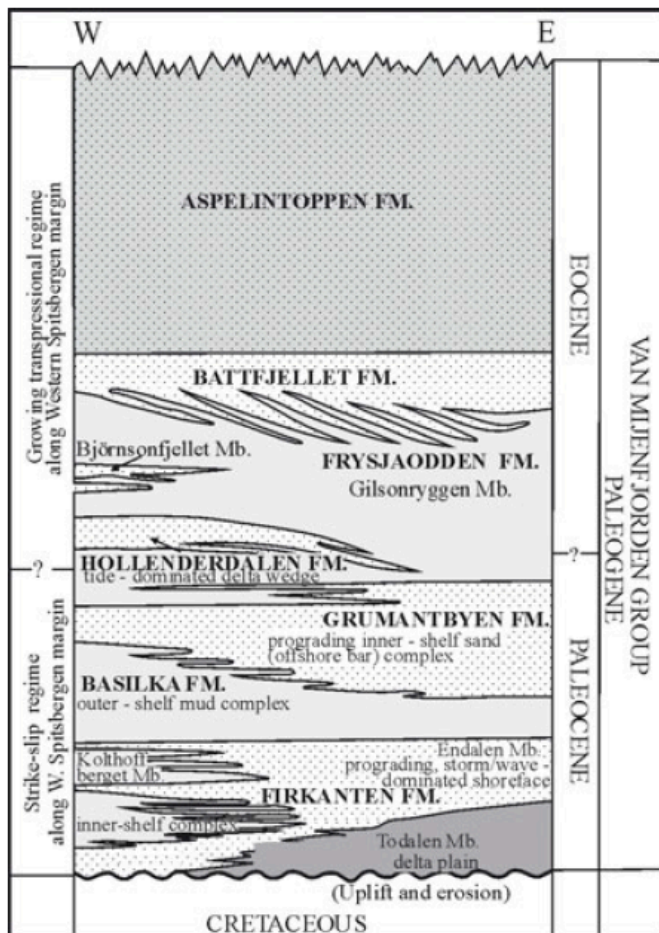 W
E
ASPELINTOPPEN FM.
BATTFJELLET FM.
Björnsonfjellet Mb.
FRYSJAODDEN FM.
Gilsonryggen Mb.
HOLLENDERDALEN FM.
tide - dominated delta wedge
GRUMANTBYEN FM.
prograding inner - shelf sand
(offshore bar) complex
BASILKA FM.
outer - shelf mud complex
Kolthoff
berget Mb.
Endalen Mb.
prograding, storm/wave -
dominated shoreface
FIRKANTEN FM.
inner-shelf complex
Todalen Mb.
delta plain
(Uplift and erosion)
CRETACEOUS
Growing transpressional regime
along Western Spitsbergen margin
?
Strike-slip regime
along W. Spitsbergen margin
EOCENE
?
PALEOCENE
VAN MIJENFJORDEN GROUP
PALEOGENE